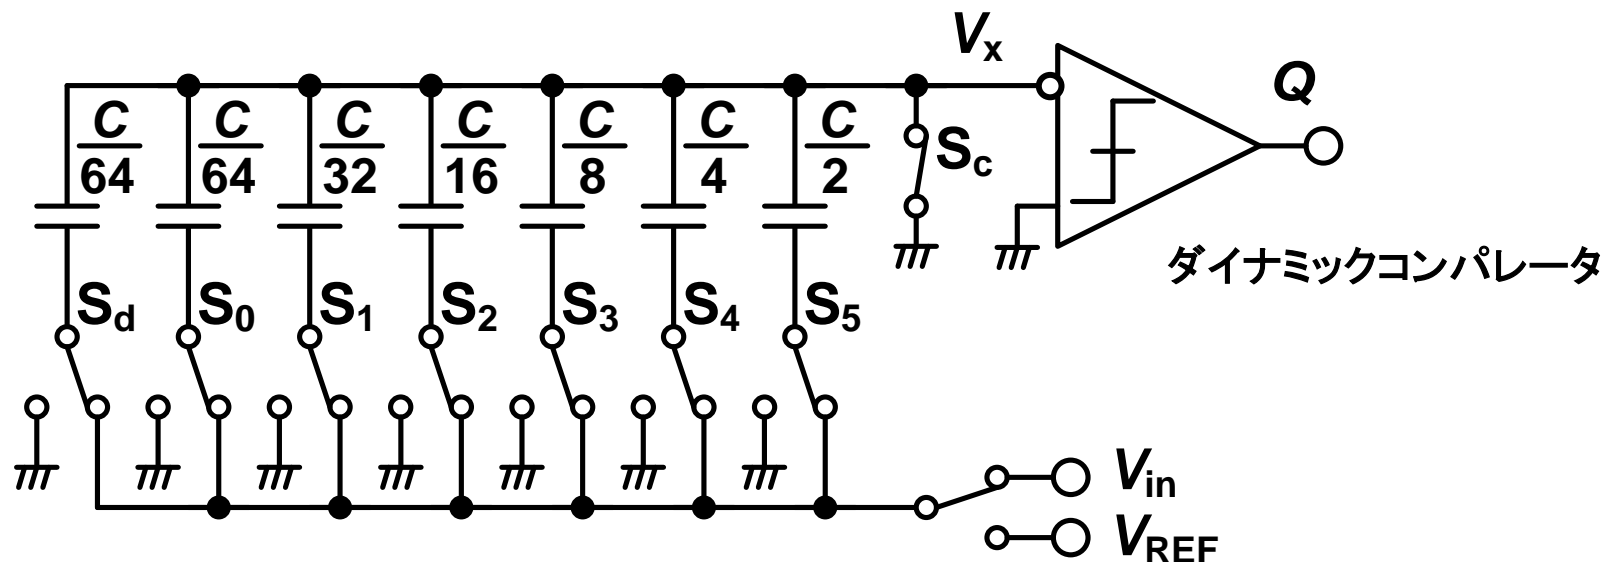 Vx
Q
C/64 C/64 C/32 C/16 C/8 C/4 C/2
Sc
ダイナミックコンパレータ
Sd S0 S1 S2 S3 S4 S5
Vin
VREF